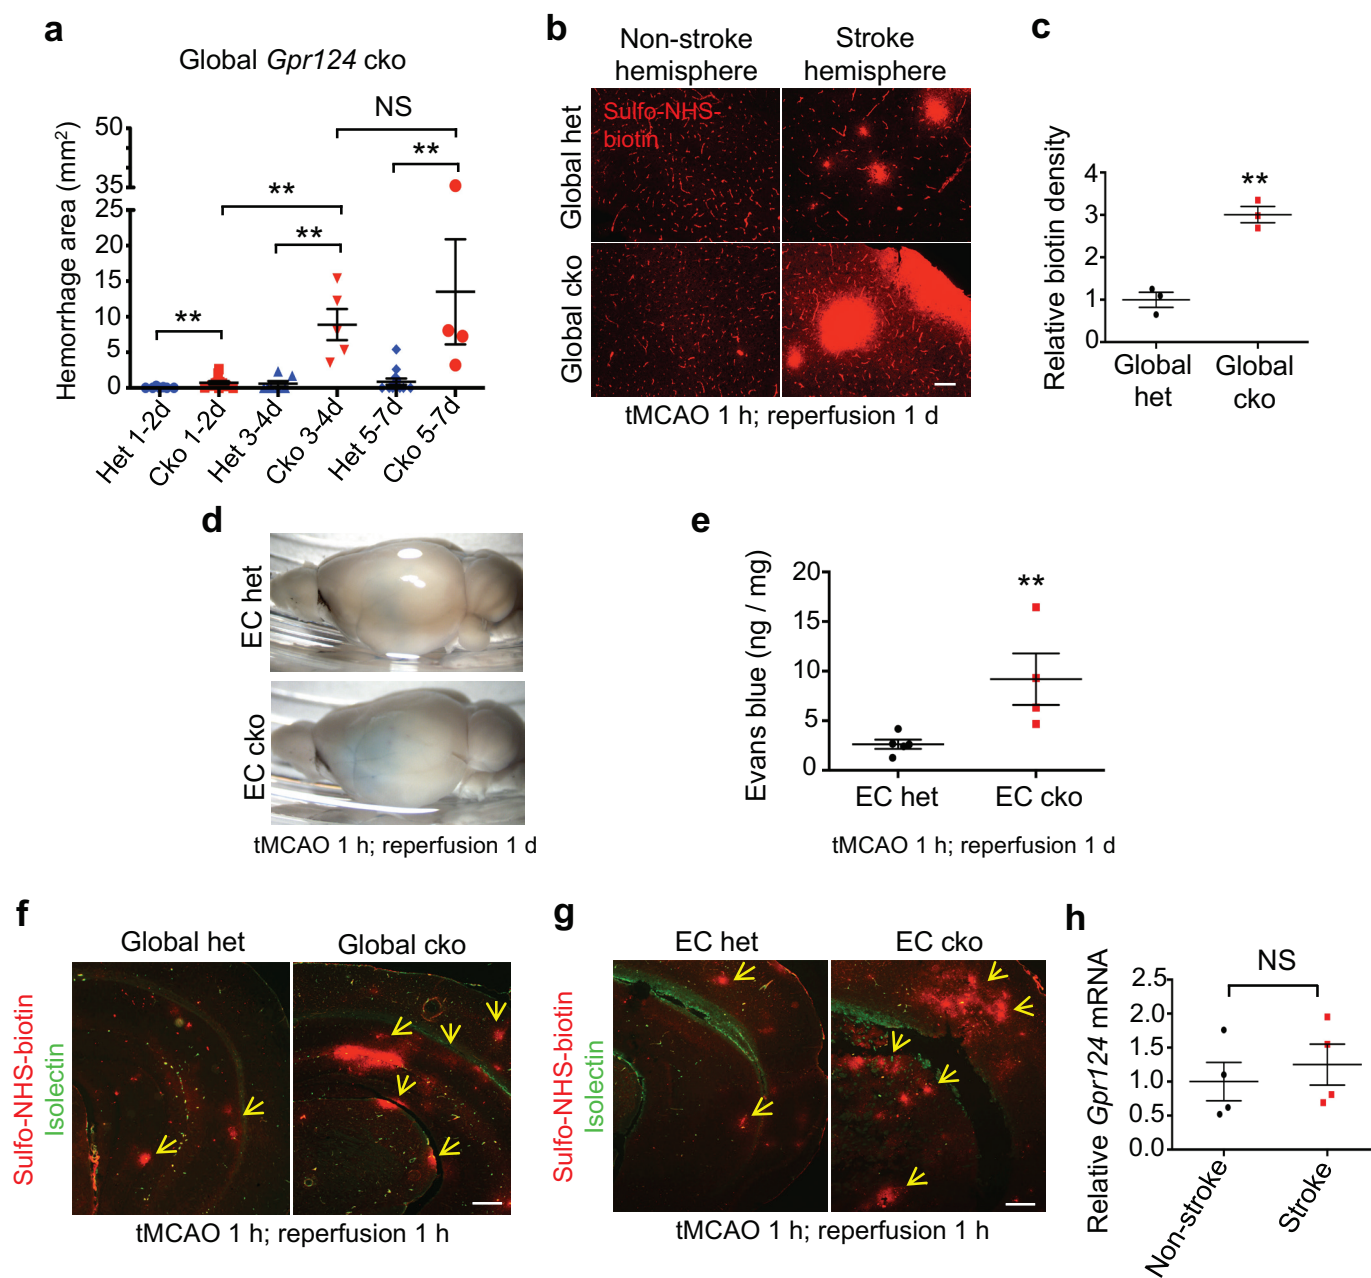 a
Global Gpr124 cko
Hemorrhage area (mm²)
50
35
25
20
15
10
5
0
NS
**
**
**
**
Het 1-2d
Cko 1-2d
Het 3-4d
Cko 3-4d
Het 5-7d
Cko 5-7d
b
Non-stroke
hemisphere
Stroke
hemisphere
Global het
Global cko
Sulfo-NHS-
biotin
tMCAO 1 h; reperfusion 1 d
c
Relative biotin density
4
3
2
1
0
**
Global
het
Global
cko
d
EC het
EC cko
tMCAO 1 h; reperfusion 1 d
e
Evans blue (ng / mg)
20
15
10
5
0
**
EC het
EC cko
tMCAO 1 h; reperfusion 1 d
f
Global het
Global cko
Sulfo-NHS-biotin
Isolectin
tMCAO 1 h; reperfusion 1 h
g
EC het
EC cko
Sulfo-NHS-biotin
Isolectin
tMCAO 1 h; reperfusion 1 h
h
Relative Gpr124 mRNA
2.5
2.0
1.5
1.0
0.5
0.0
NS
Non-stroke
Stroke